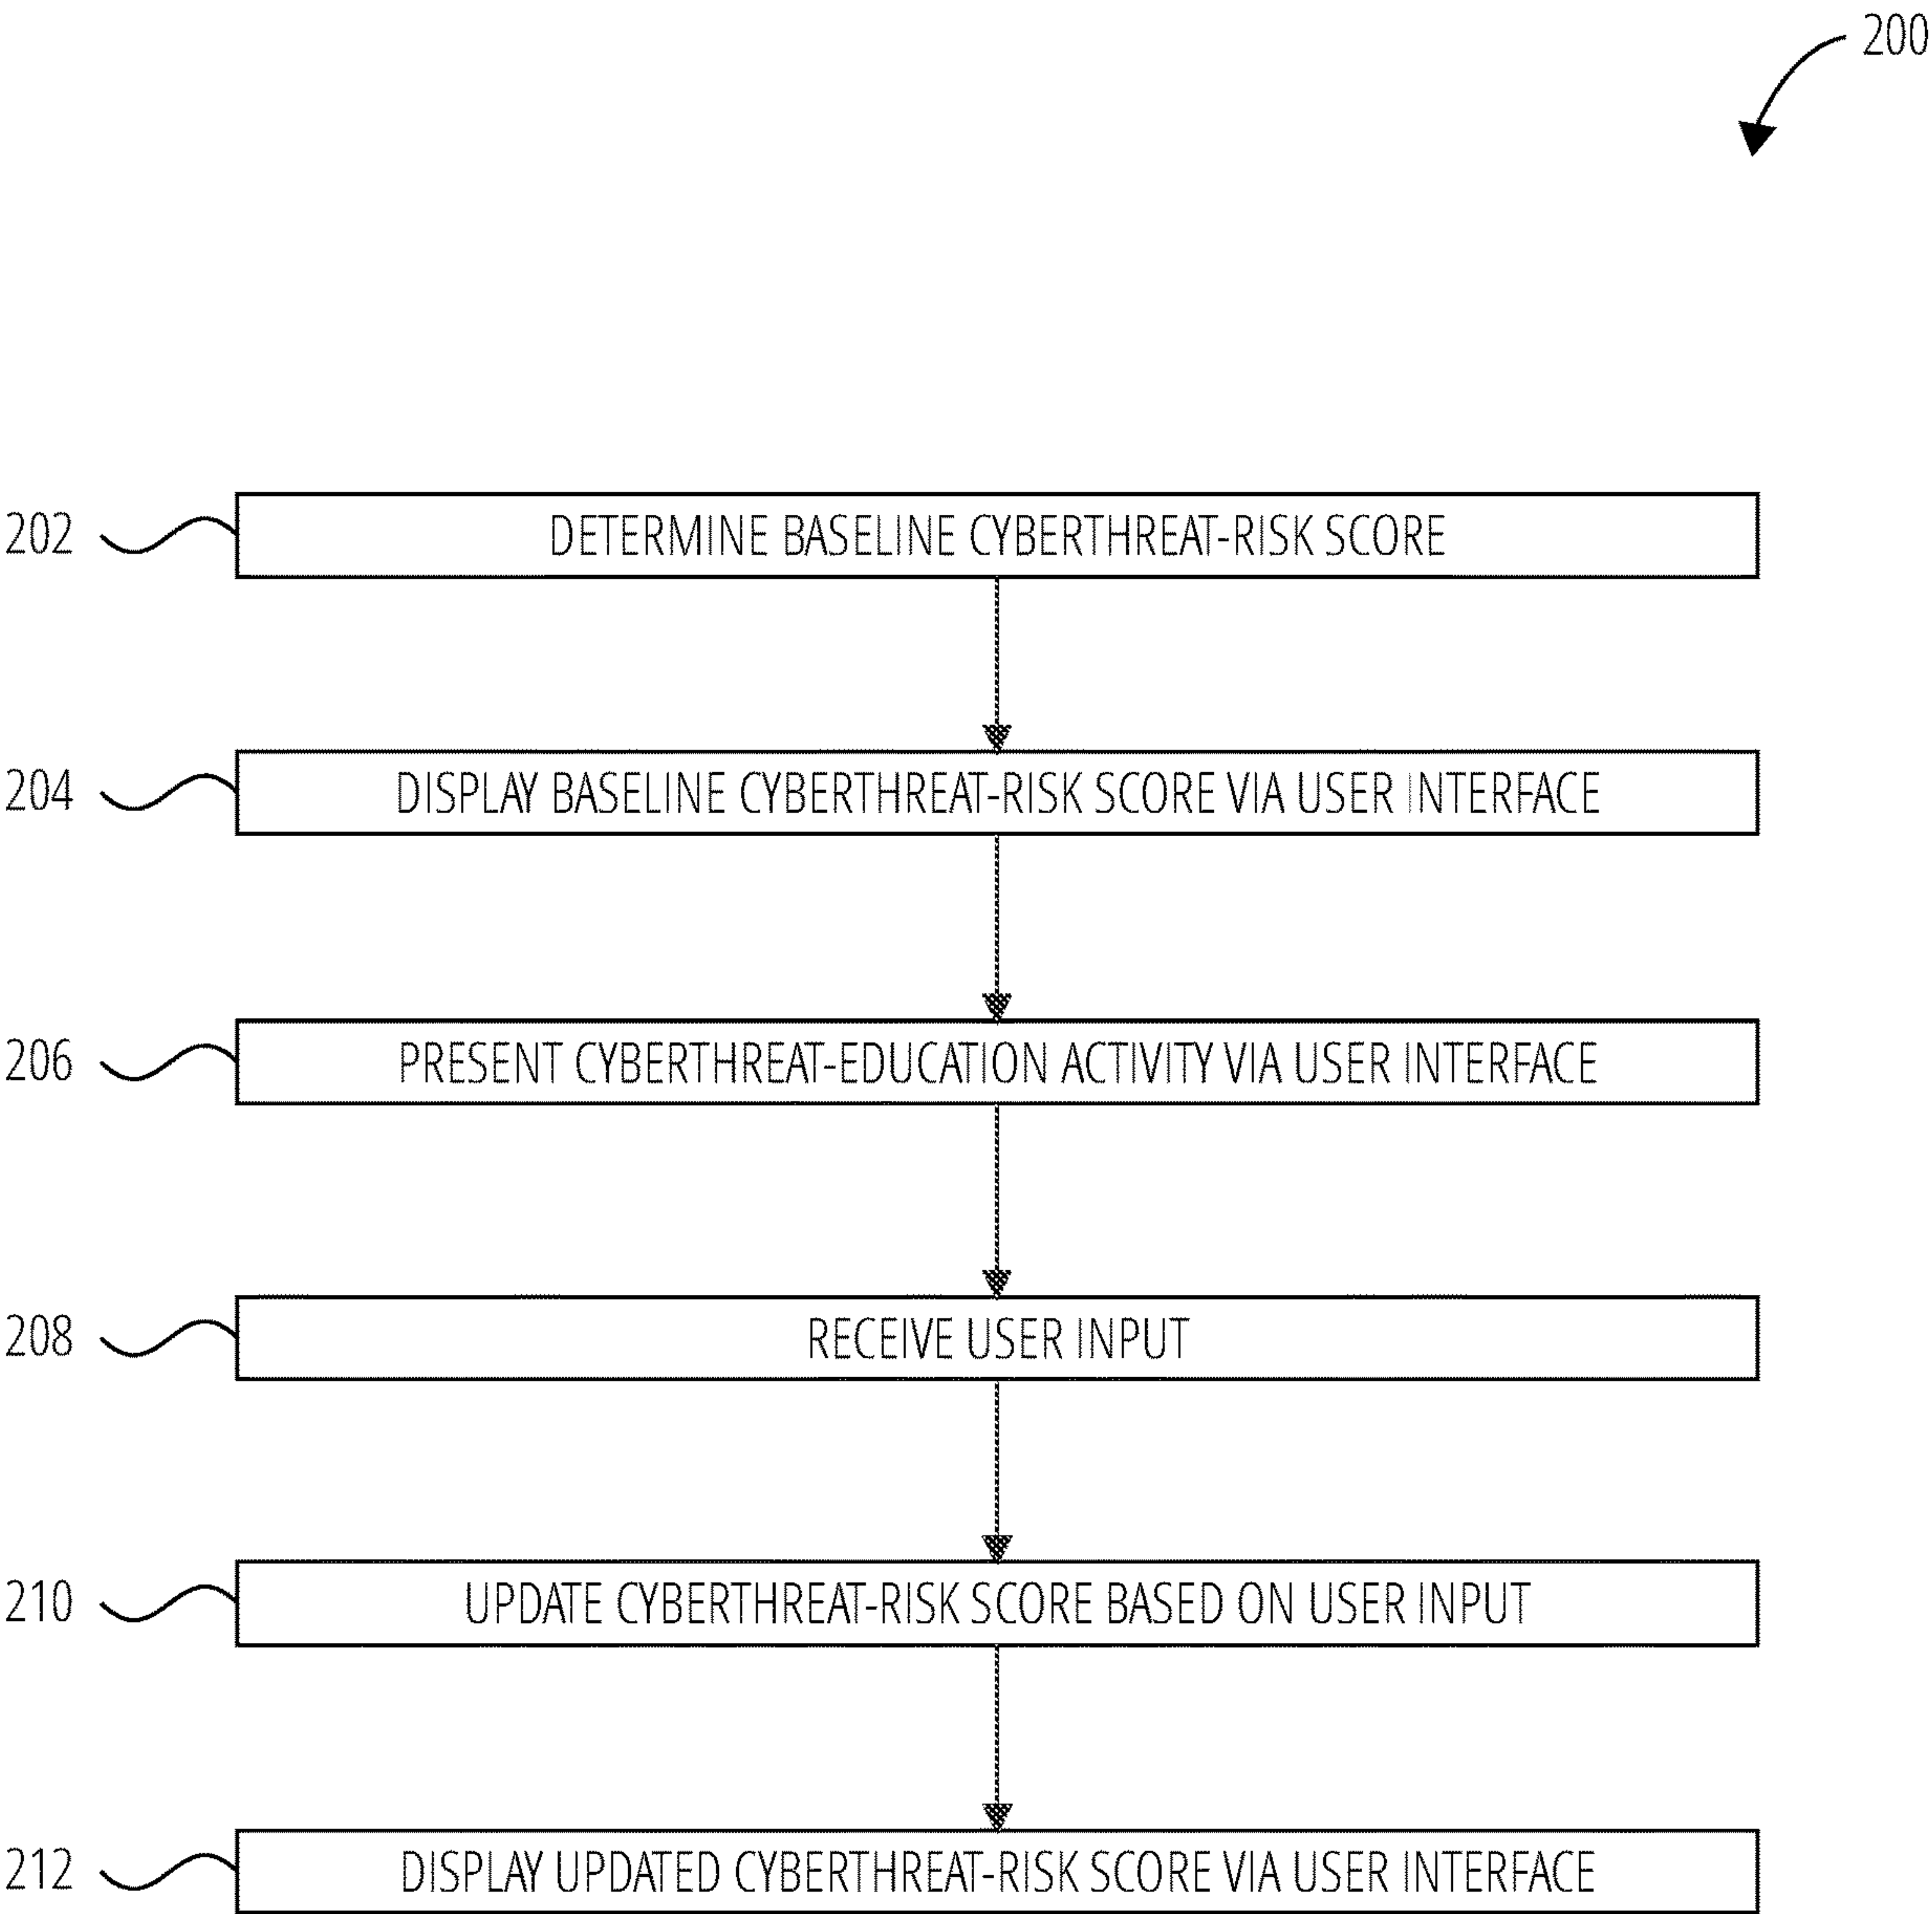 200
202 DETERMINE BASELINE CYBERTHREAT-RISK SCORE
204 DISPLAY BASELINE CYBERTHREAT-RISK SCORE VIA USER INTERFACE
206 PRESENT CYBERTHREAT-EDUCATION ACTIVITY VIA USER INTERFACE
208 RECEIVE USER INPUT
210 UPDATE CYBERTHREAT-RISK SCORE BASED ON USER INPUT
212 DISPLAY UPDATED CYBERTHREAT-RISK SCORE VIA USER INTERFACE